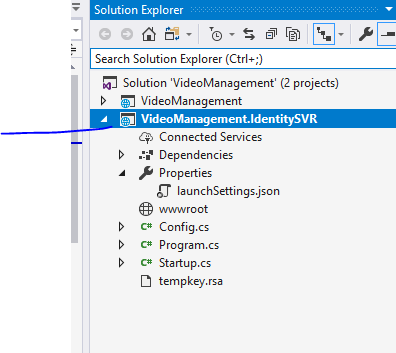 Solution Explorer
Search Solution Explorer (Ctrl+;)
Solution 'VideoManagement' (2 projects)
VideoManagement
VideoManagement.IdentitySVR
Connected Services
Dependencies
Properties
launchSettings.json
wwwroot
C# Config.cs
C# Program.cs
C# Startup.cs
tempkey.rsa